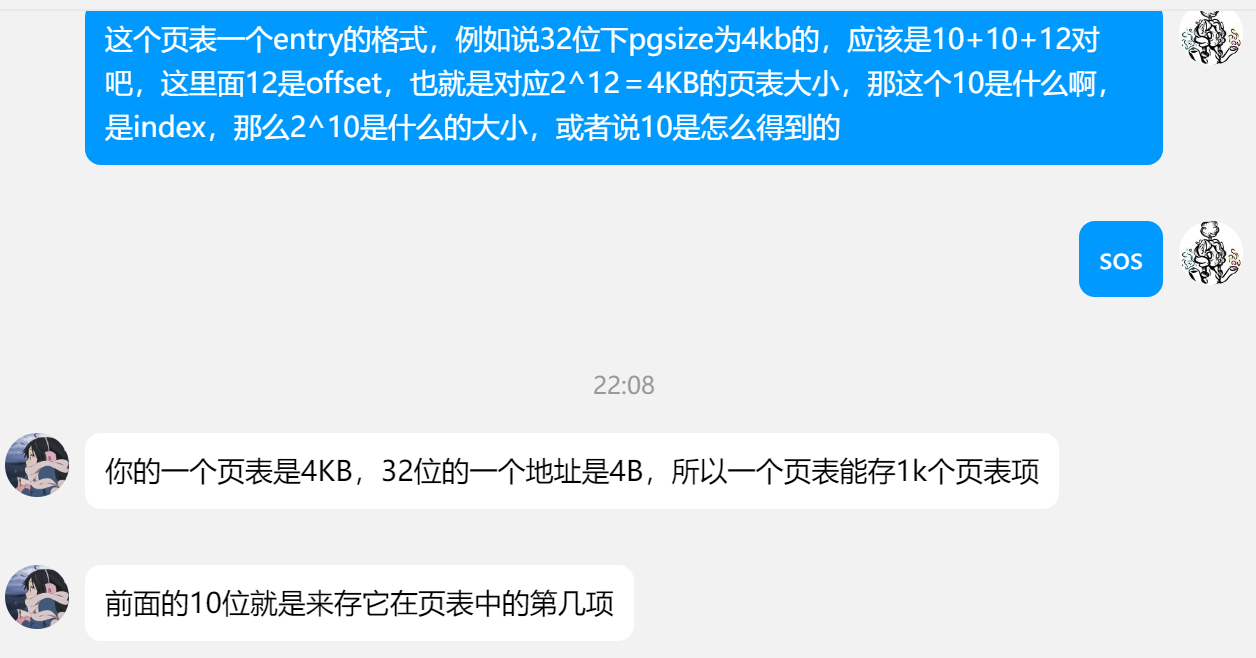 这个页表一个entry的格式，例如说32位下pgsize为4kb的，应该是10+10+12对
吧，这里面12是offset，也就是对应2^12＝4KB的页表大小，那这个10是什么啊，
是index，那么2^10是什么的大小，或者说10是怎么得到的
SOS
22:08
你的一个页表是4KB，32位的一个地址是4B，所以一个页表能存1k个页表项
前面的10位就是来存它在页表中的第几项